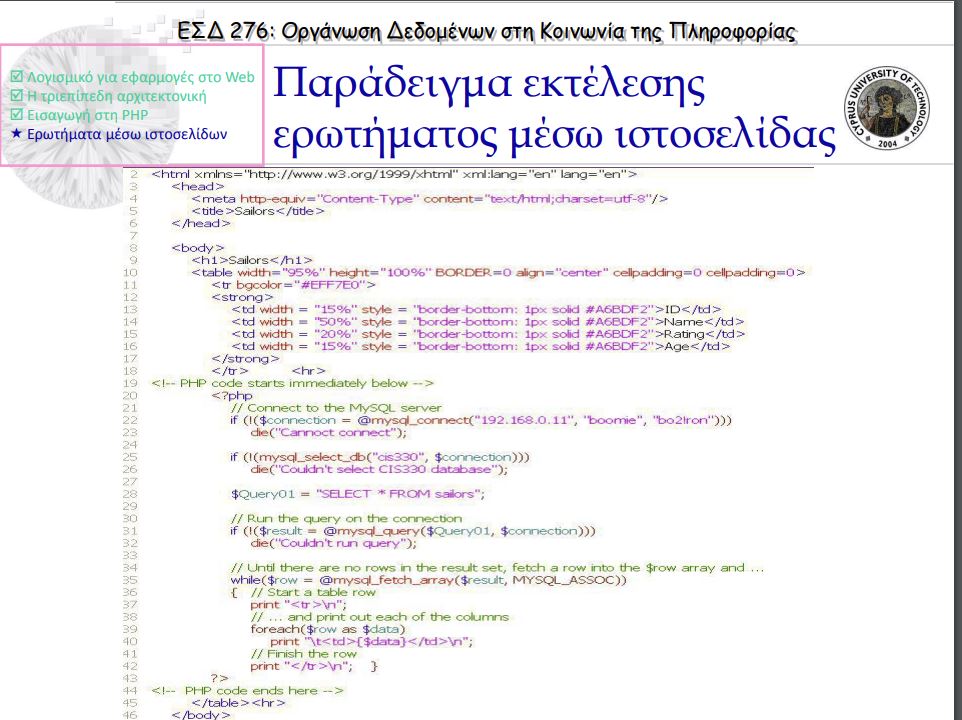 ΕΣΔ 276: Οργάνωση Δεδομένων στη Κοινωνία της Πληροφορίας
☑ Λογισμικό για εφαρμογές στο Web
☑ Η τριεπίπεδη αρχιτεκτονική
☑ Εισαγωγή στη PHP
★ Ερωτήματα μέσω ιστοσελίδων
Παράδειγμα εκτέλεσης
ερωτήματος μέσω ιστοσελίδας
CYPRUS UNIVERSITY OF TECHNOLOGY
2004
2 <html xmlns="http://www.w3.org/1999/xhtml" xml:lang="en" lang="en">
3 <head>
4 <meta http-equiv="Content-Type" content="text/html;charset=utf-8"/>
5 <title>Sailors</title>
6 </head>
7
8 <body>
9 <h1>Sailors</h1>
10 <table width="95%" height="100%" BORDER=0 align="center" cellpadding=0 cellpadding=0>
11 <tr bgcolor="#EFF7E0">
12 <strong>
13 <td width = "15%" style = "border-bottom: 1px solid #A6BDF2">ID</td>
14 <td width = "50%" style = "border-bottom: 1px solid #A6BDF2">Name</td>
15 <td width = "20%" style = "border-bottom: 1px solid #A6BDF2">Rating</td>
16 <td width = "15%" style = "border-bottom: 1px solid #A6BDF2">Age</td>
17 </strong>
18 </tr> <hr>
19 <!-- PHP code starts immediately below -->
20 <?php
21 // Connect to the MySQL server
22 if (!($connection = @mysql_connect("192.168.0.11", "boomie", "bo2!ron")))
23 die("Cannoct connect");
24
25 if (!(mysql_select_db("cis330", $connection)))
26 die("Couldn't select CIS330 database");
27
28 $Query01 = "SELECT * FROM sailors";
29
30 // Run the query on the connection
31 if (!($result = @mysql_query($Query01, $connection)))
32 die("Couldn't run query");
33
34 // Until there are no rows in the result set, fetch a row into the $row array and ...
35 while($row = @mysql_fetch_array($result, MYSQL_ASSOC))
36 { // Start a table row
37 print "<tr>\n";
38 // ... and print out each of the columns
39 foreach($row as $data)
40 print "\t<td>{$data}</td>\n";
41 // Finish the row
42 print "</tr>\n"; }
43 ?>
44 <!-- PHP code ends here -->
45 </table><hr>
46 </body>